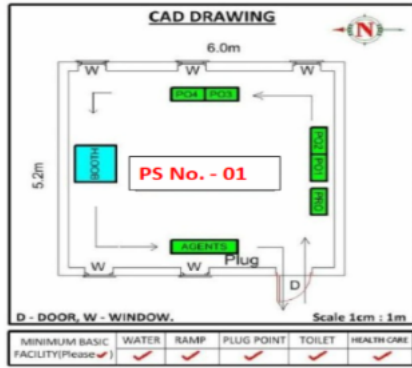 CAD DRAWING
N
6.0m
W W W
PO4 PO3
5.2m
BOOTH
PS No. - 01
PO2
PO1
PRO
AGENTS
Plug
W W
D
D - DOOR, W - WINDOW.
Scale 1cm : 1m
MINIMUM BASIC FACILITY(Please✓) WATER RAMP PLUG POINT TOILET HEALTH CARE
✓ ✓ ✓ ✓ ✓